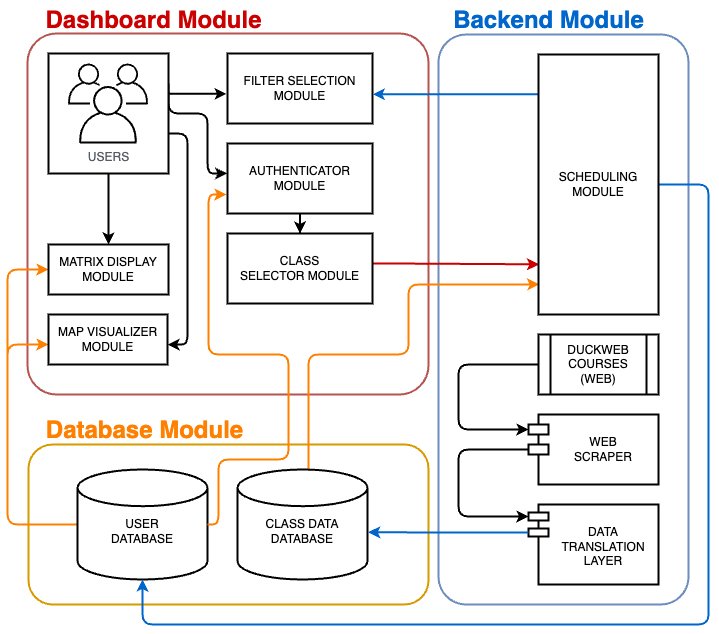 Dashboard Module
Backend Module
USERS
FILTER SELECTION
MODULE
AUTHENTICATOR
MODULE
CLASS
SELECTOR MODULE
MATRIX DISPLAY
MODULE
MAP VISUALIZER
MODULE
SCHEDULING
MODULE
DUCKWEB
COURSES
(WEB)
WEB
SCRAPER
DATA
TRANSLATION
LAYER
Database Module
USER
DATABASE
CLASS DATA
DATABASE